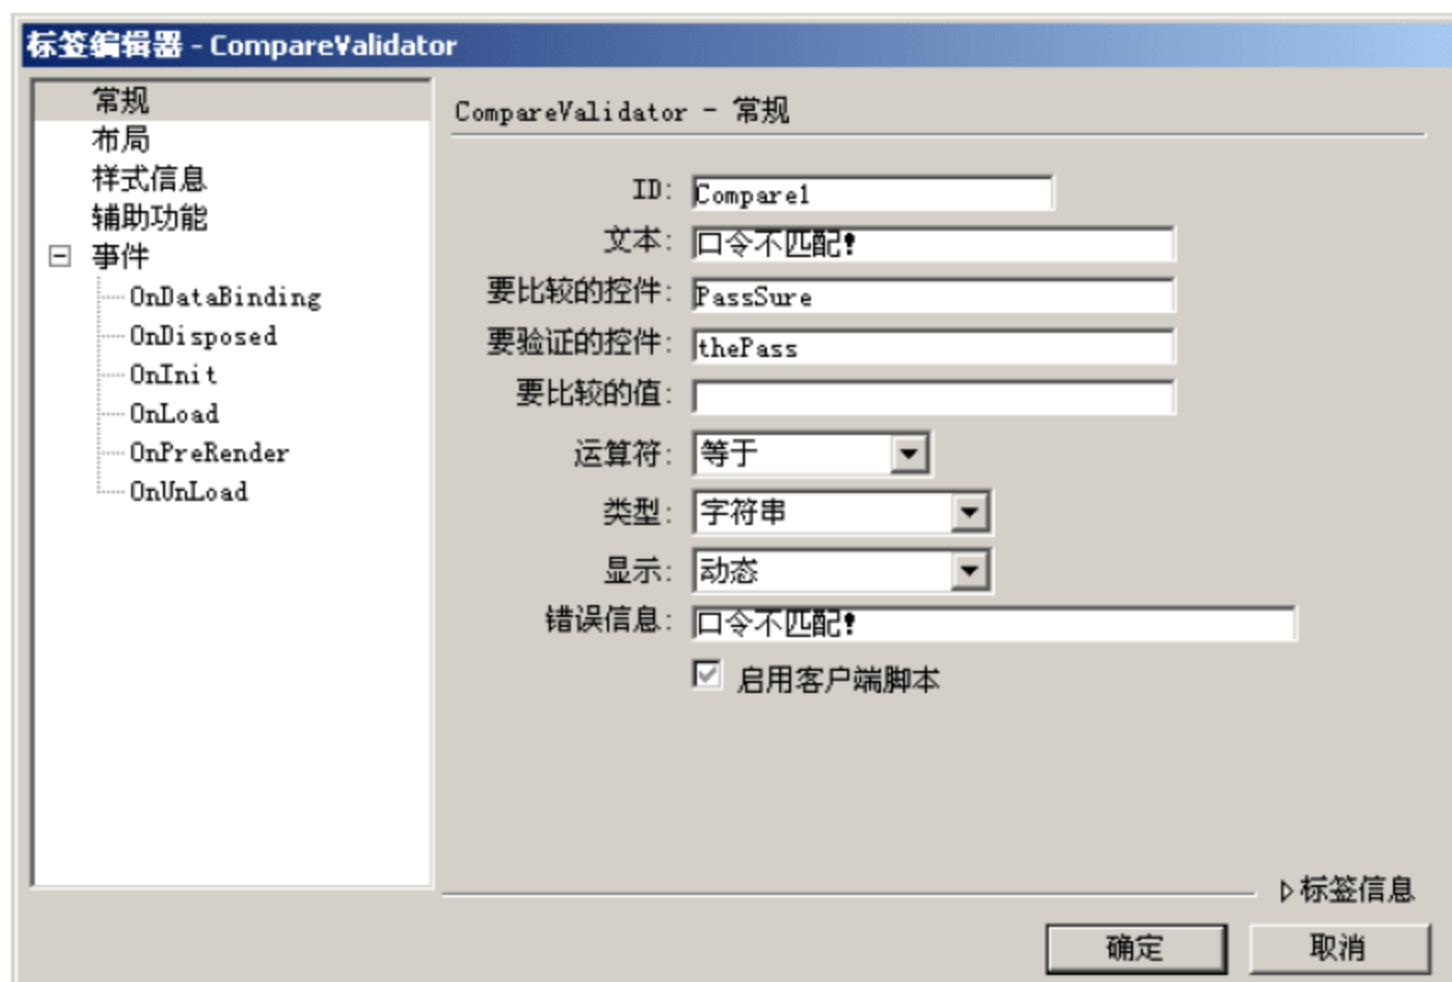 标签编辑器 - CompareValidator
常规
布局
样式信息
辅助功能
事件
OnDataBinding
OnDisposed
OnInit
OnLoad
OnPreRender
OnUnLoad
CompareValidator - 常规
ID: Compare1
文本: 口令不匹配!
要比较的控件: PassSure
要验证的控件: thePass
要比较的值:
运算符: 等于
类型: 字符串
显示: 动态
错误信息: 口令不匹配!
启用客户端脚本
标签信息
确定 取消